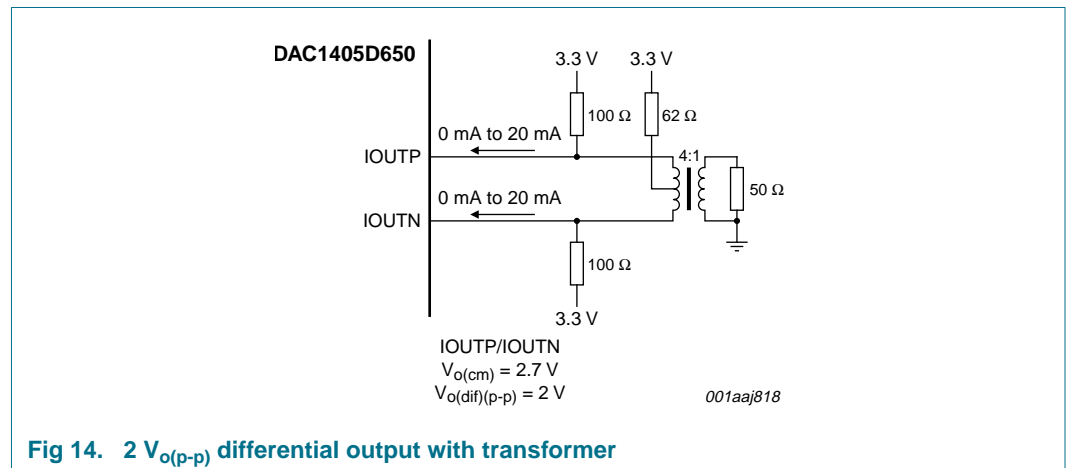 DAC1405D650
3.3 V 3.3 V
100 Ω 62 Ω
0 mA to 20 mA
IOUTP
4:1
0 mA to 20 mA
50 Ω
IOUTN
100 Ω
3.3 V
IOUTP/IOUTN
Vo(cm) = 2.7 V
Vo(dif)(p-p) = 2 V
001aaj818
Fig 14. 2 Vo(p-p) differential output with transformer